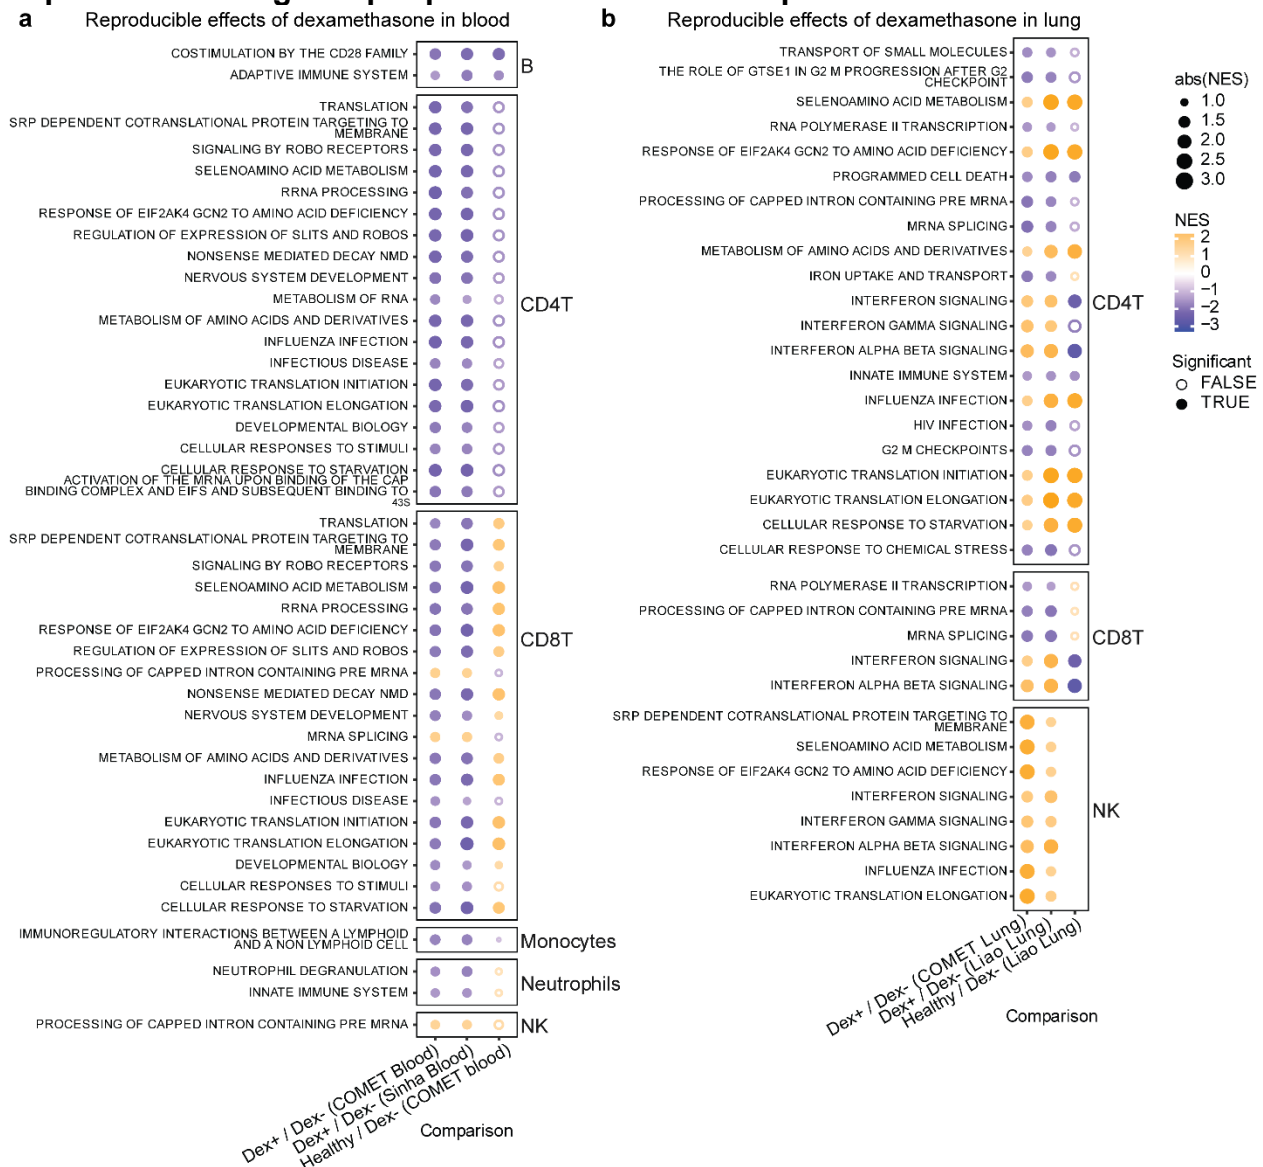 a
Reproducible effects of dexamethasone in blood
COSTIMULATION BY THE CD28 FAMILY
ADAPTIVE IMMUNE SYSTEM
B
TRANSLATION
SRP DEPENDENT COTRANSLATIONAL PROTEIN TARGETING TO
MEMBRANE
SIGNALING BY ROBO RECEPTORS
SELENOAMINO ACID METABOLISM
RRNA PROCESSING
RESPONSE OF EIF2AK4 GCN2 TO AMINO ACID DEFICIENCY
REGULATION OF EXPRESSION OF SLITS AND ROBOS
NONSENSE MEDIATED DECAY NMD
NERVOUS SYSTEM DEVELOPMENT
METABOLISM OF RNA
METABOLISM OF AMINO ACIDS AND DERIVATIVES
INFLUENZA INFECTION
INFECTIOUS DISEASE
EUKARYOTIC TRANSLATION INITIATION
EUKARYOTIC TRANSLATION ELONGATION
DEVELOPMENTAL BIOLOGY
CELLULAR RESPONSES TO STIMULI
CELLULAR RESPONSE TO STARVATION
ACTIVATION OF THE MRNA UPON BINDING OF THE CAP
BINDING COMPLEX AND EIFS AND SUBSEQUENT BINDING TO
43S
CD4T
TRANSLATION
SRP DEPENDENT COTRANSLATIONAL PROTEIN TARGETING TO
MEMBRANE
SIGNALING BY ROBO RECEPTORS
SELENOAMINO ACID METABOLISM
RRNA PROCESSING
RESPONSE OF EIF2AK4 GCN2 TO AMINO ACID DEFICIENCY
REGULATION OF EXPRESSION OF SLITS AND ROBOS
PROCESSING OF CAPPED INTRON CONTAINING PRE MRNA
NONSENSE MEDIATED DECAY NMD
NERVOUS SYSTEM DEVELOPMENT
MRNA SPLICING
METABOLISM OF AMINO ACIDS AND DERIVATIVES
INFLUENZA INFECTION
INFECTIOUS DISEASE
EUKARYOTIC TRANSLATION INITIATION
EUKARYOTIC TRANSLATION ELONGATION
DEVELOPMENTAL BIOLOGY
CELLULAR RESPONSES TO STIMULI
CELLULAR RESPONSE TO STARVATION
CD8T
IMMUNOREGULATORY INTERACTIONS BETWEEN A LYMPHOID
AND A NON LYMPHOID CELL
Monocytes
NEUTROPHIL DEGRANULATION
INNATE IMMUNE SYSTEM
Neutrophils
PROCESSING OF CAPPED INTRON CONTAINING PRE MRNA
NK
Dex+ / Dex- (COMET Blood)
Dex+ / Dex- (Sinha Blood)
Healthy / Dex- (COMET blood)
Comparison
b
Reproducible effects of dexamethasone in lung
TRANSPORT OF SMALL MOLECULES
THE ROLE OF GTSE1 IN G2 M PROGRESSION AFTER G2
CHECKPOINT
SELENOAMINO ACID METABOLISM
RNA POLYMERASE II TRANSCRIPTION
RESPONSE OF EIF2AK4 GCN2 TO AMINO ACID DEFICIENCY
PROGRAMMED CELL DEATH
PROCESSING OF CAPPED INTRON CONTAINING PRE MRNA
MRNA SPLICING
METABOLISM OF AMINO ACIDS AND DERIVATIVES
IRON UPTAKE AND TRANSPORT
INTERFERON SIGNALING
INTERFERON GAMMA SIGNALING
INTERFERON ALPHA BETA SIGNALING
INNATE IMMUNE SYSTEM
INFLUENZA INFECTION
HIV INFECTION
G2 M CHECKPOINTS
EUKARYOTIC TRANSLATION INITIATION
EUKARYOTIC TRANSLATION ELONGATION
CELLULAR RESPONSE TO STARVATION
CELLULAR RESPONSE TO CHEMICAL STRESS
CD4T
RNA POLYMERASE II TRANSCRIPTION
PROCESSING OF CAPPED INTRON CONTAINING PRE MRNA
MRNA SPLICING
INTERFERON SIGNALING
INTERFERON ALPHA BETA SIGNALING
CD8T
SRP DEPENDENT COTRANSLATIONAL PROTEIN TARGETING TO
MEMBRANE
SELENOAMINO ACID METABOLISM
RESPONSE OF EIF2AK4 GCN2 TO AMINO ACID DEFICIENCY
INTERFERON SIGNALING
INTERFERON GAMMA SIGNALING
INTERFERON ALPHA BETA SIGNALING
INFLUENZA INFECTION
EUKARYOTIC TRANSLATION ELONGATION
NK
Dex+ / Dex- (COMET Lung)
Dex+ / Dex- (Liao Lung)
Healthy / Dex- (Liao Lung)
Comparison
abs(NES)
1.0
1.5
2.0
2.5
3.0
NES
2
1
0
−1
−2
−3
Significant
FALSE
TRUE